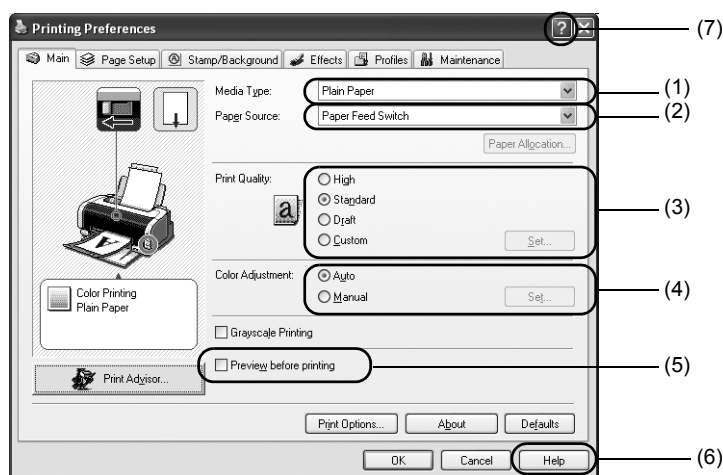 Printing Preferences
? (7)
Main Page Setup Stamp/Background Effects Profiles Maintenance
Media Type: Plain Paper (1)
Paper Source: Paper Feed Switch (2)
Paper Allocation...
Print Quality: High
Standard (3)
Draft
Custom Set...
a
Color Adjustment: Auto
Manual Set... (4)
Color Printing
Plain Paper
Grayscale Printing
Preview before printing (5)
Print Advisor...
Print Options... About Defaults
OK Cancel Help (6)
A